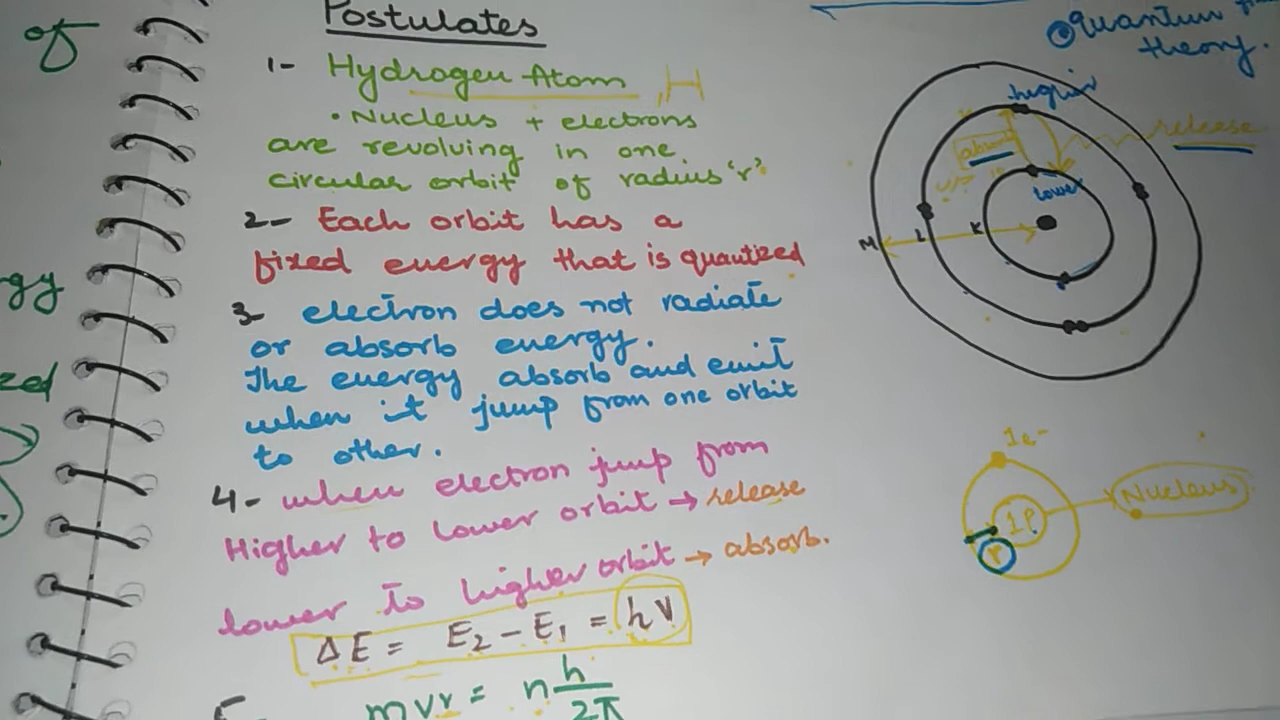 of
Postulates
1- Hydrogen Atom, H
• Nucleus + electrons
are revolving in one
circular orbit of radius 'r'.
2- Each orbit has a
fixed energy that is quantized
3- electron does not radiate
or absorb energy.
The energy absorb and emit
when it jump from one orbit
to other.
4- when electron jump from
Higher to lower orbit → release
lower to higher orbit → absorb.
ΔE = E₂ - E₁ = hν
mvr = n h/2π
rgy
zed
quantum
theory.
higher
release
absorb
جذب
lower
M L K
1e-
1P
Nucleus
r